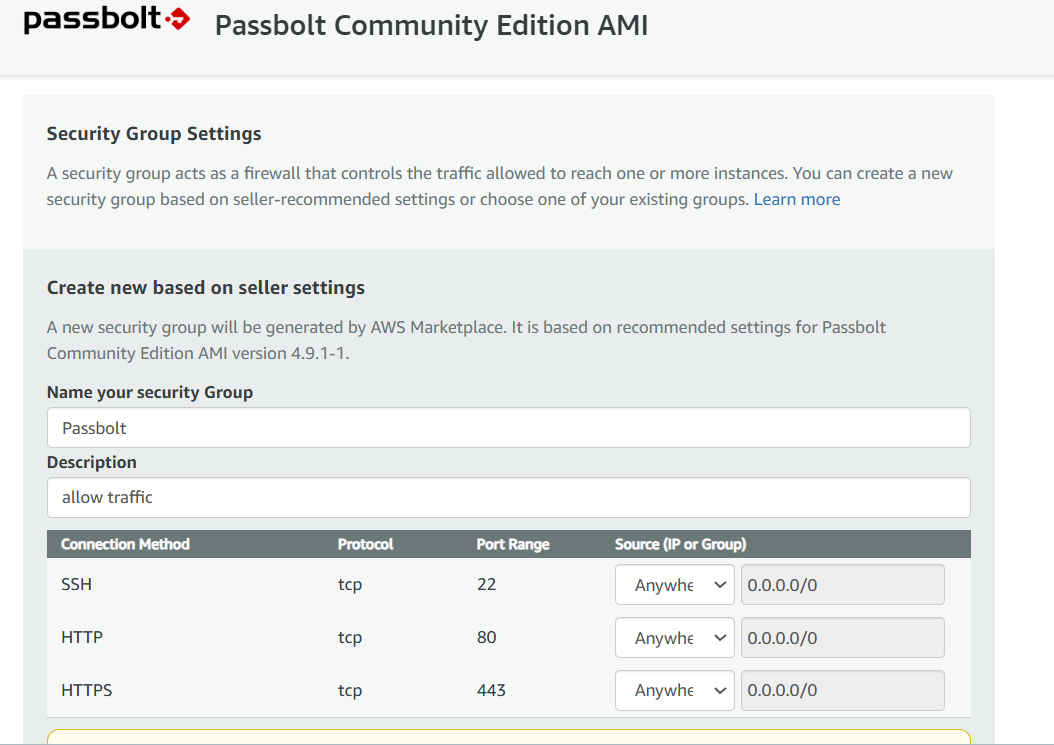 passbolt Passbolt Community Edition AMI
Security Group Settings
A security group acts as a firewall that controls the traffic allowed to reach one or more instances. You can create a new
security group based on seller-recommended settings or choose one of your existing groups. Learn more
Create new based on seller settings
A new security group will be generated by AWS Marketplace. It is based on recommended settings for Passbolt
Community Edition AMI version 4.9.1-1.
Name your security Group
Passbolt
Description
allow traffic
Connection Method Protocol Port Range Source (IP or Group)
SSH tcp 22 Anywhe 0.0.0.0/0
HTTP tcp 80 Anywhe 0.0.0.0/0
HTTPS tcp 443 Anywhe 0.0.0.0/0